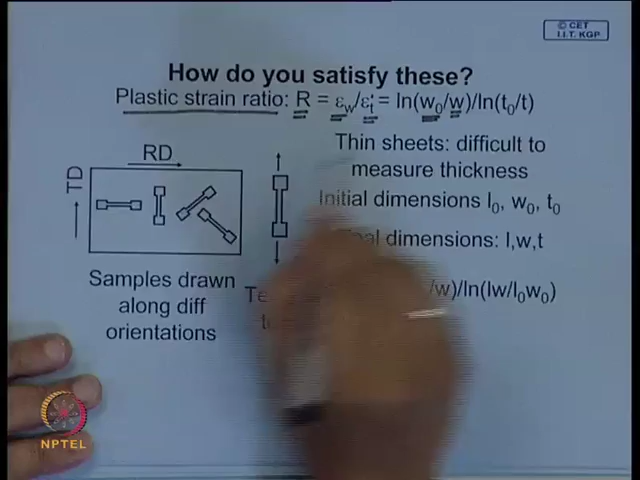 © CET
I.I.T. KGP
How do you satisfy these?
Plastic strain ratio: R = εw/εt = ln(w0/w)/ln(t0/t)
Thin sheets: difficult to
measure thickness
RD
TD
Initial dimensions l0, w0, t0
dimensions: l,w,t
/w)/ln(lw/l0w0)
Samples drawn
along diff
orientations
NPTEL